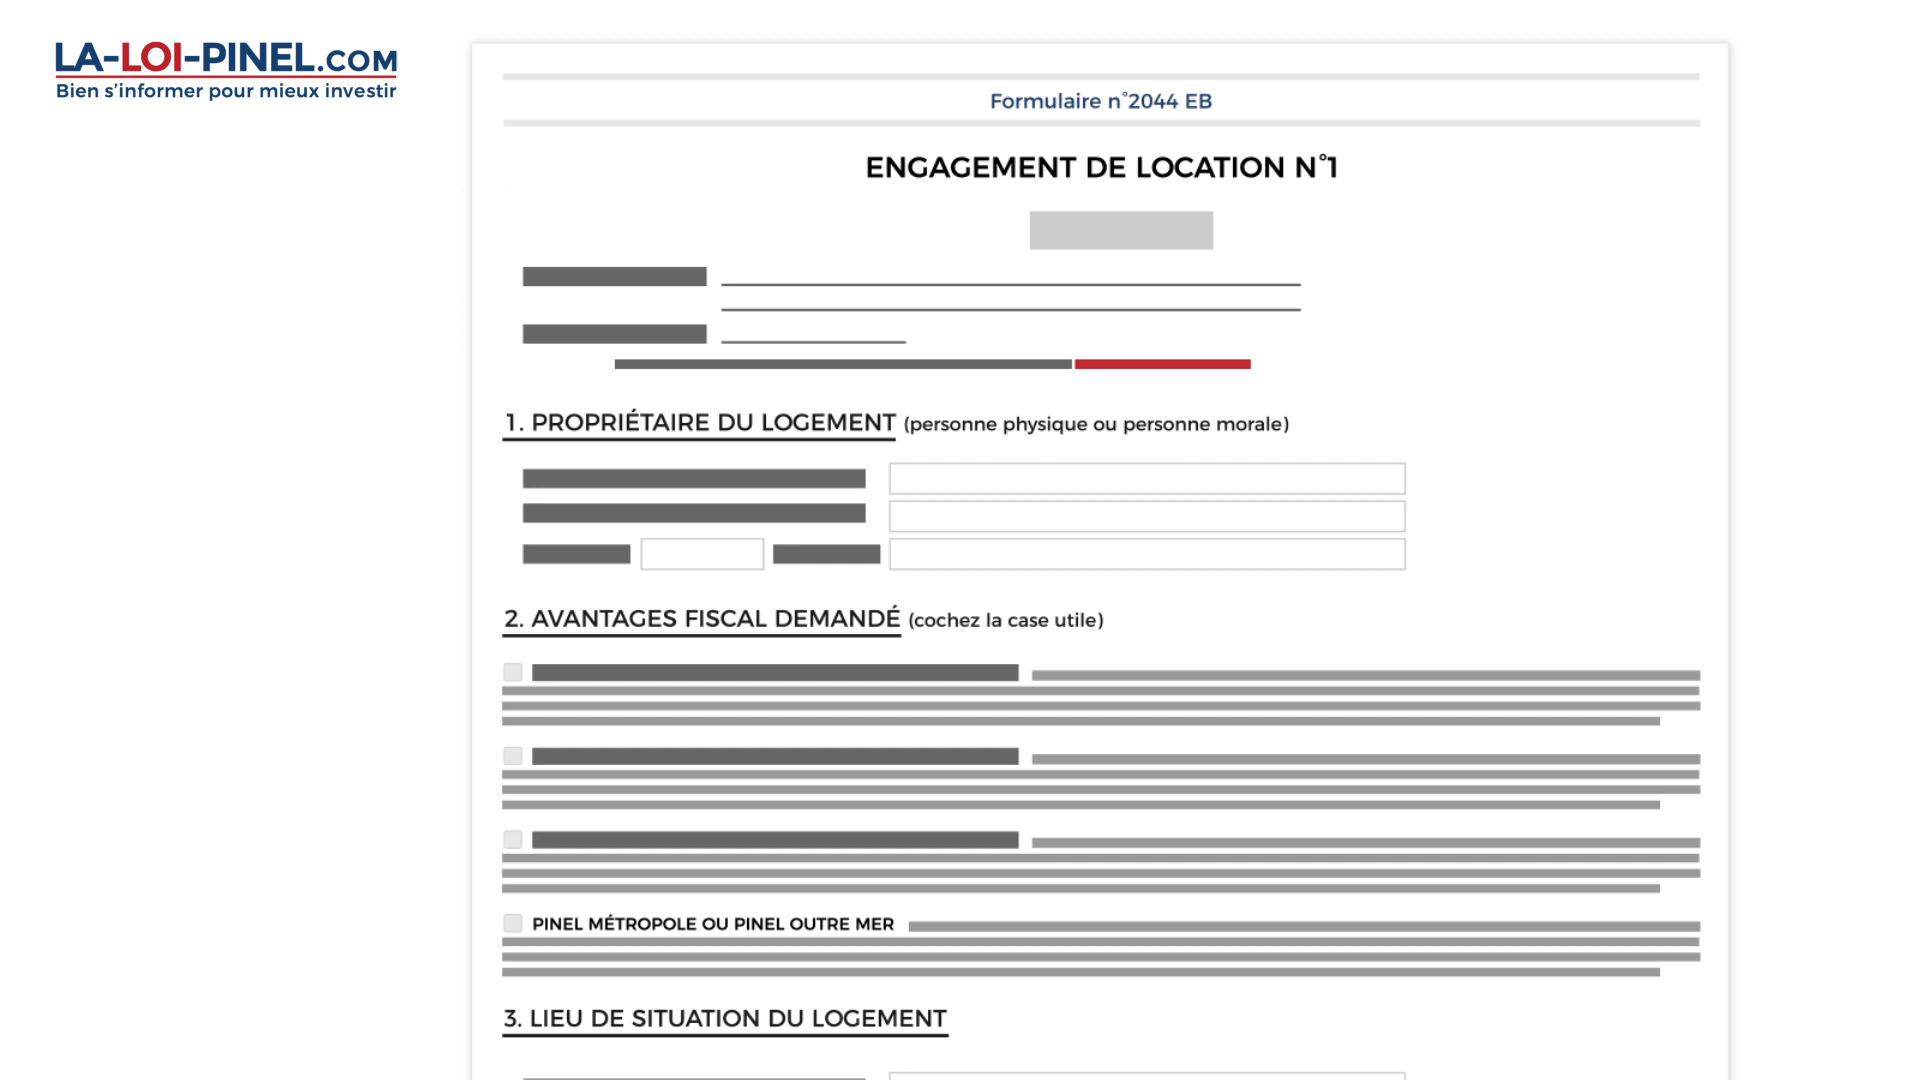 LA-LOI-PINEL.COM
Bien s'informer pour mieux investir
Formulaire n°2044 EB
ENGAGEMENT DE LOCATION N°1
1. PROPRIÉTAIRE DU LOGEMENT (personne physique ou personne morale)
2. AVANTAGES FISCAL DEMANDÉ (cochez la case utile)
PINEL MÉTROPOLE OU PINEL OUTRE MER
3. LIEU DE SITUATION DU LOGEMENT